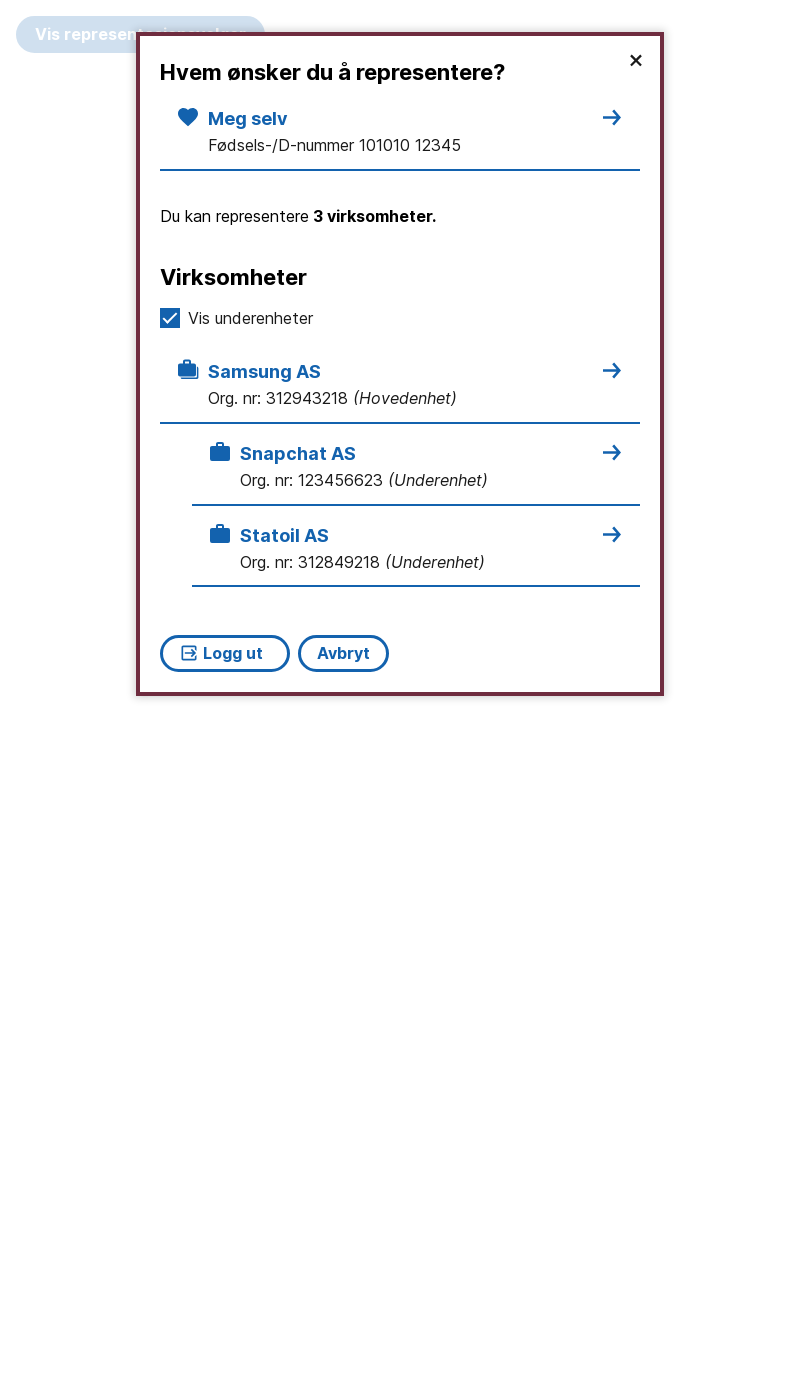 Vis represen
Hvem ønsker du å representere?
Meg selv
Fødsels-/D-nummer 101010 12345
Du kan representere 3 virksomheter.
Virksomheter
Vis underenheter
Samsung AS
Org. nr: 312943218 (Hovedenhet)
Snapchat AS
Org. nr: 123456623 (Underenhet)
Statoil AS
Org. nr: 312849218 (Underenhet)
Logg ut
Avbryt